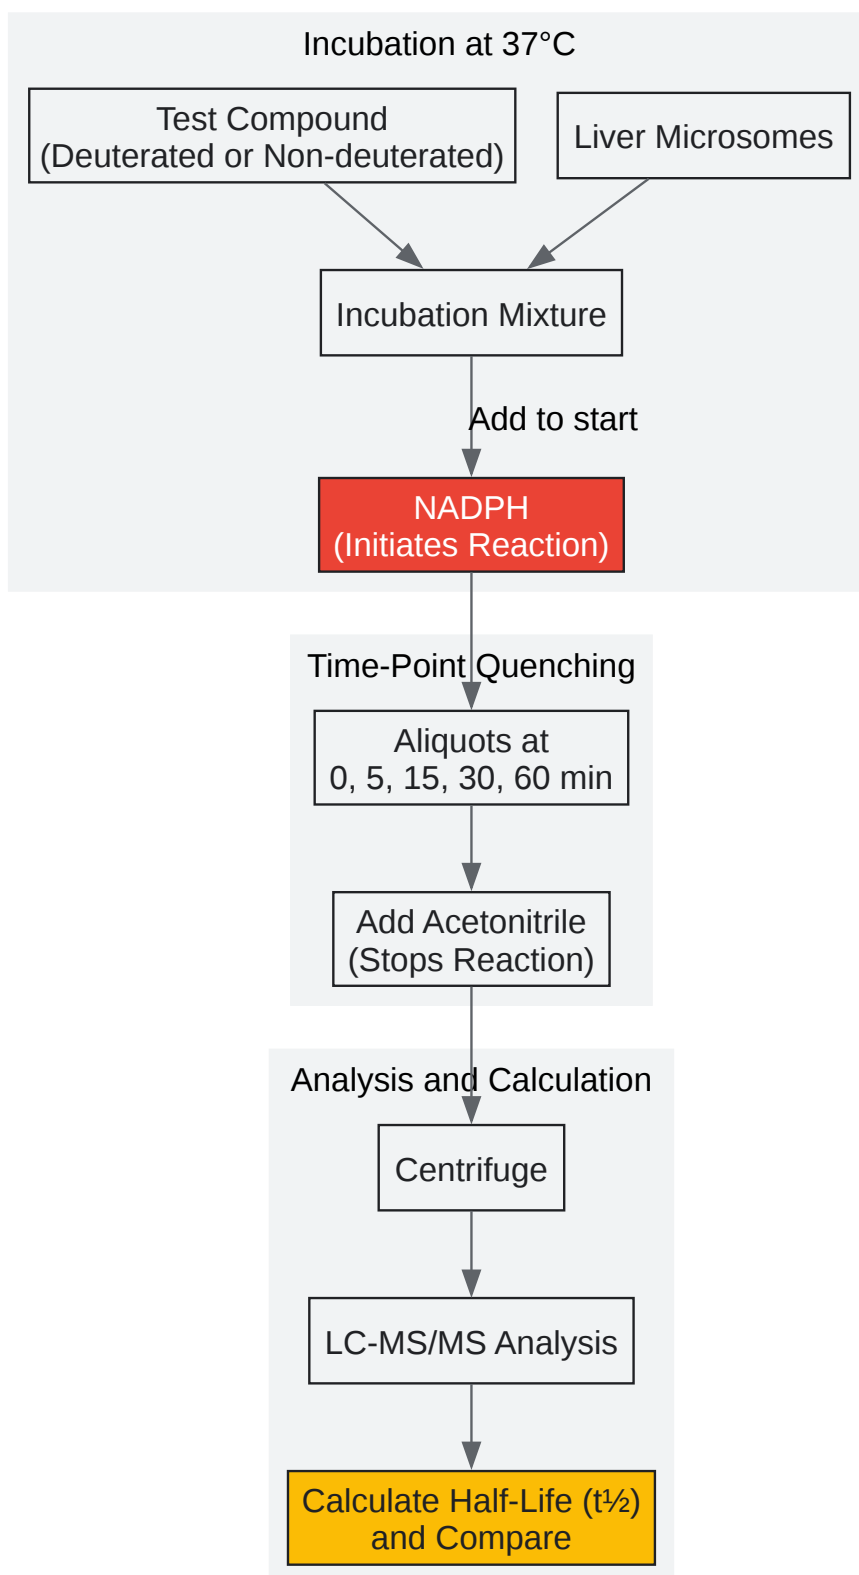 Incubation at 37°C
Test Compound
(Deuterated or Non-deuterated)
Liver Microsomes
Incubation Mixture
Add to start
NADPH
(Initiates Reaction)
Time-Point Quenching
Aliquots at
0, 5, 15, 30, 60 min
Add Acetonitrile
(Stops Reaction)
Analysis and Calculation
Centrifuge
LC-MS/MS Analysis
Calculate Half-Life (t½)
and Compare